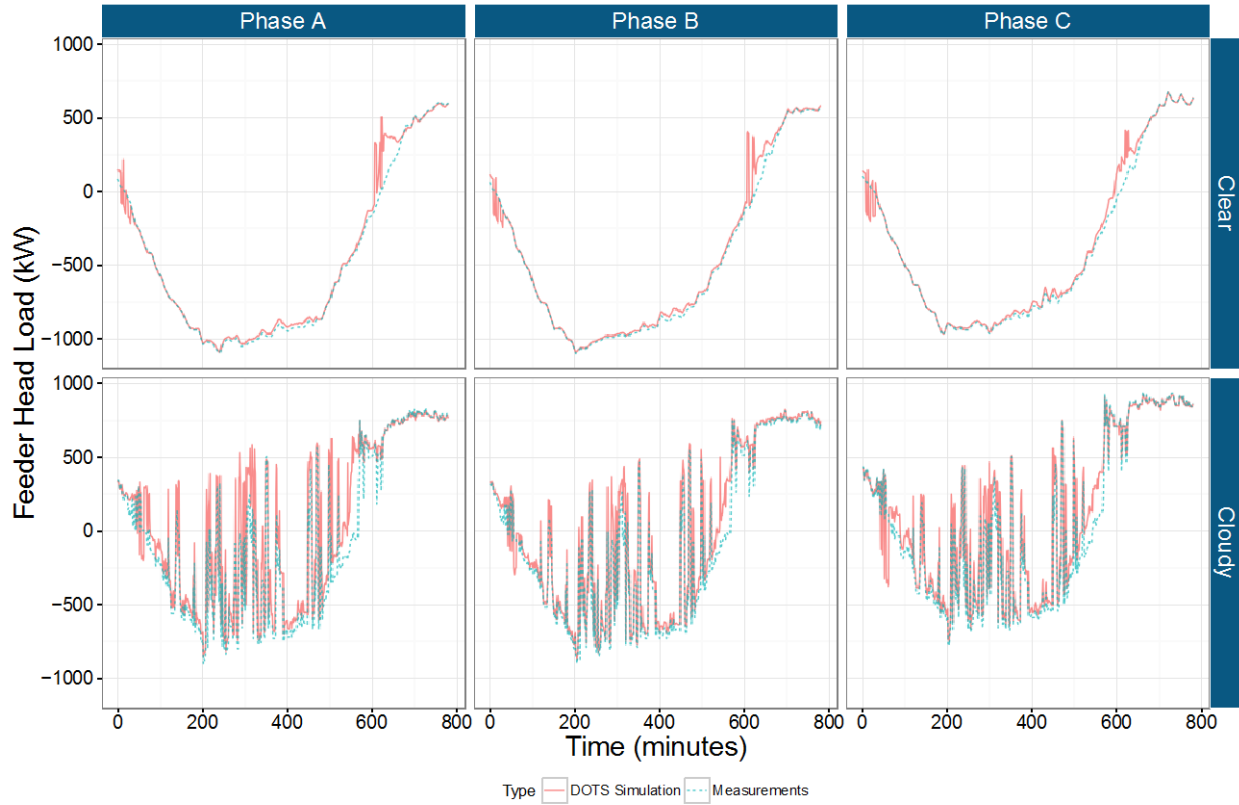 Phase A Phase B Phase C
1000
500
0
−500
−1000
Clear
1000
500
0
−500
−1000
Cloudy
Feeder Head Load (kW)
0 200 400 600 800 0 200 400 600 800 0 200 400 600 800
Time (minutes)
Type DOTS Simulation Measurements